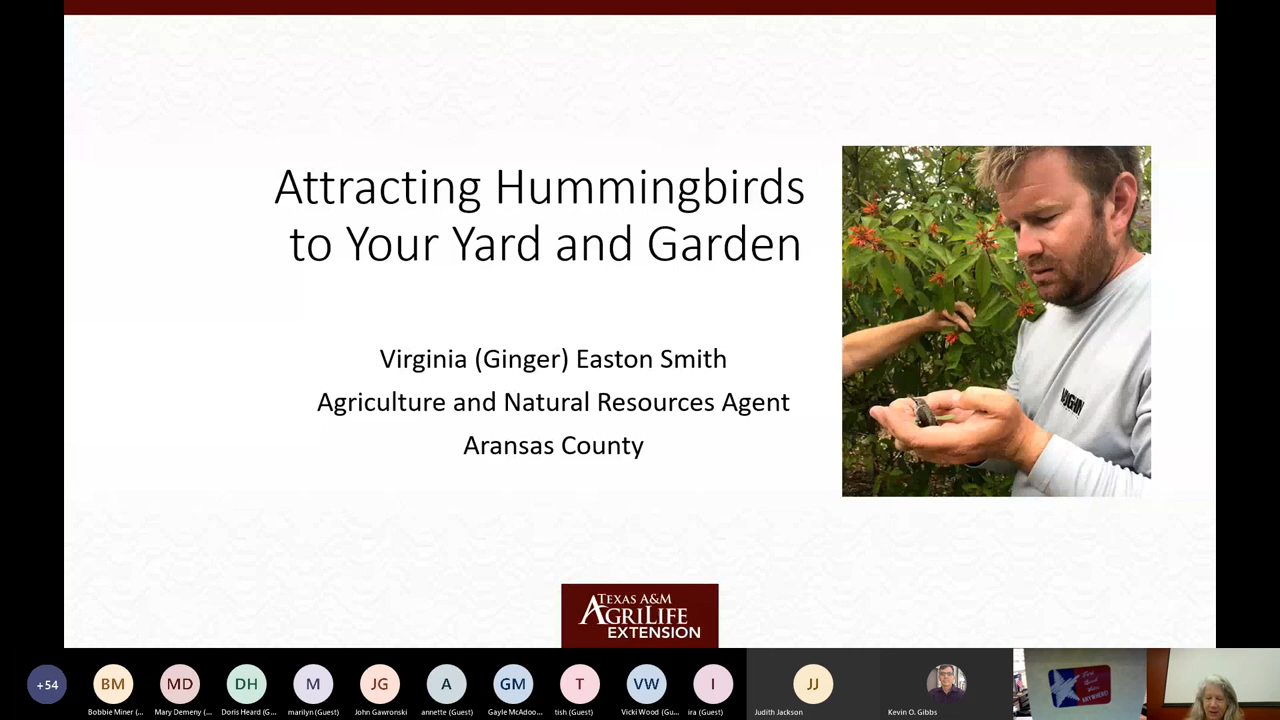 Attracting Hummingbirds
to Your Yard and Garden
Virginia (Ginger) Easton Smith
Agriculture and Natural Resources Agent
Aransas County
TEXAS A&M
AGRILIFE
EXTENSION
+54
BM
MD
DH
M
JG
A
GM
T
VW
I
JJ
Bobbie Miner (...
Mary Demeny (...
Doris Heard (G...
marilyn (Guest)
John Gawronski
annette (Guest)
Gayle McAdoo...
tish (Guest)
Vicki Wood (Gu...
ira (Guest)
Judith Jackson
Kevin O. Gibbs